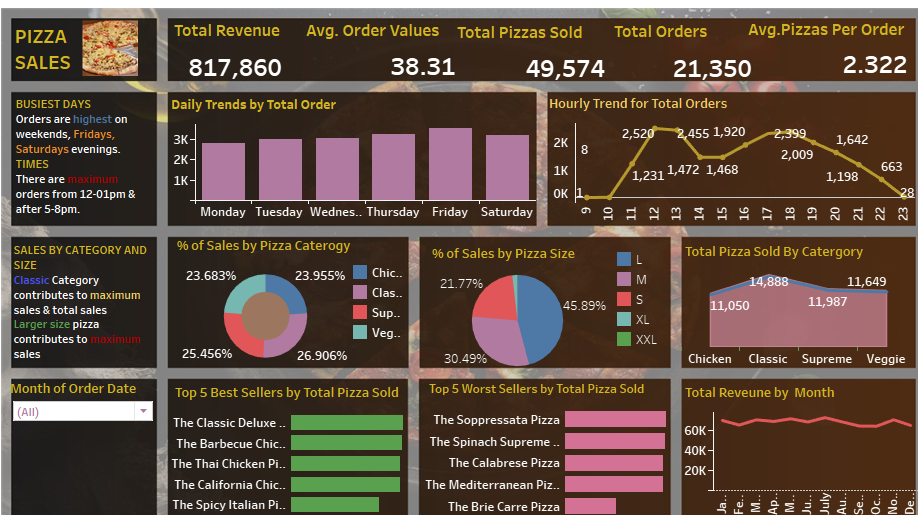 PIZZA
SALES
Total Revenue
817,860
Avg. Order Values
38.31
Total Pizzas Sold
49,574
Total Orders
21,350
Avg.Pizzas Per Order
2.322
BUSIEST DAYS
Orders are highest on
weekends, Fridays,
Saturdays evenings.
TIMES
There are maximum
orders from 12-01pm &
after 5-8pm.
Daily Trends by Total Order
3K
2K
1K
Monday Tuesday Wednes.. Thursday Friday Saturday
Hourly Trend for Total Orders
2K
1K
0K
1 8 1,231 2,520 2,455 1,472 1,468 1,920 2,399 2,009 1,642 1,198 663 28
9 10 11 12 13 14 15 16 17 18 19 20 21 22 23
SALES BY CATEGORY AND
SIZE
Classic Category
contributes to maximum
sales & total sales
Larger size pizza
contributes to maximum
sales
% of Sales by Pizza Caterogy
23.683% 23.955%
25.456% 26.906%
Chic..
Clas..
Sup..
Veg..
% of Sales by Pizza Size
21.77%
45.89%
30.49%
L
M
S
XL
XXL
Total Pizza Sold By Catergory
11,050 14,888 11,987 11,649
Chicken Classic Supreme Veggie
Month of Order Date
(All)
Top 5 Best Sellers by Total Pizza Sold
The Classic Deluxe ..
The Barbecue Chic..
The Thai Chicken Pi..
The California Chic..
The Spicy Italian Pi..
Top 5 Worst Sellers by Total Pizza Sold
The Soppressata Pizza
The Spinach Supreme ..
The Calabrese Pizza
The Mediterranean Piz..
The Brie Carre Pizza
Total Reveune by Month
60K
40K
20K
Ja.. F.. M.. Ap.. M.. Ju.. July Au.. Se.. Oc.. No.. De..